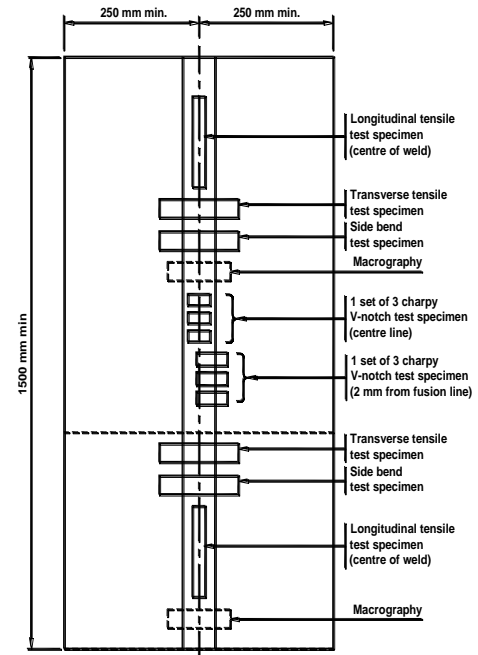 250 mm min.
250 mm min.
1500 mm min
Longitudinal tensile
test specimen
(centre of weld)
Transverse tensile
test specimen
Side bend
test specimen
Macrography
1 set of 3 charpy
V-notch test specimen
(centre line)
1 set of 3 charpy
V-notch test specimen
(2 mm from fusion line)
Transverse tensile
test specimen
Side bend
test specimen
Longitudinal tensile
test specimen
(centre of weld)
Macrography